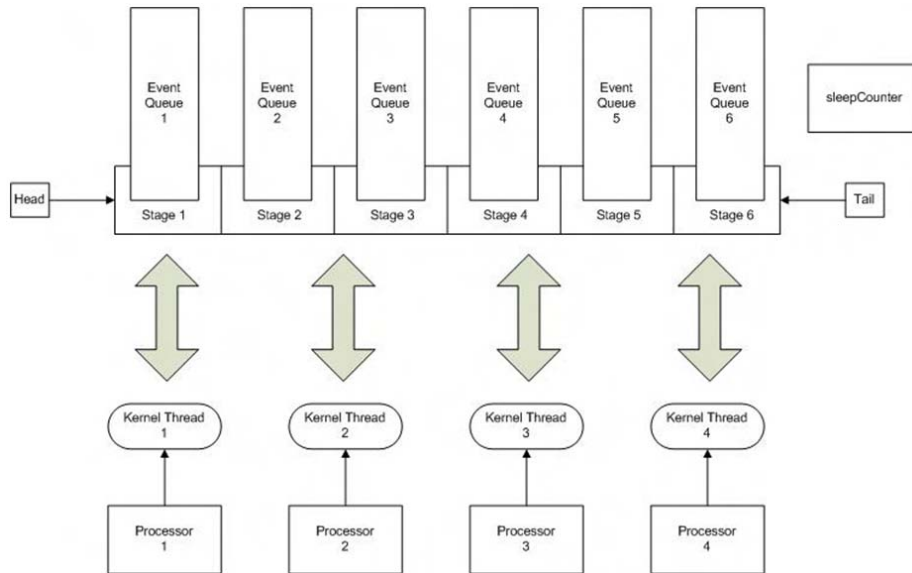 Event
Queue
1
Event
Queue
2
Event
Queue
3
Event
Queue
4
Event
Queue
5
Event
Queue
6
sleepCounter
Head
Stage 1
Stage 2
Stage 3
Stage 4
Stage 5
Stage 6
Tail
Kernel Thread
1
Kernel Thread
2
Kernel Thread
3
Kernel Thread
4
Processor
1
Processor
2
Processor
3
Processor
4